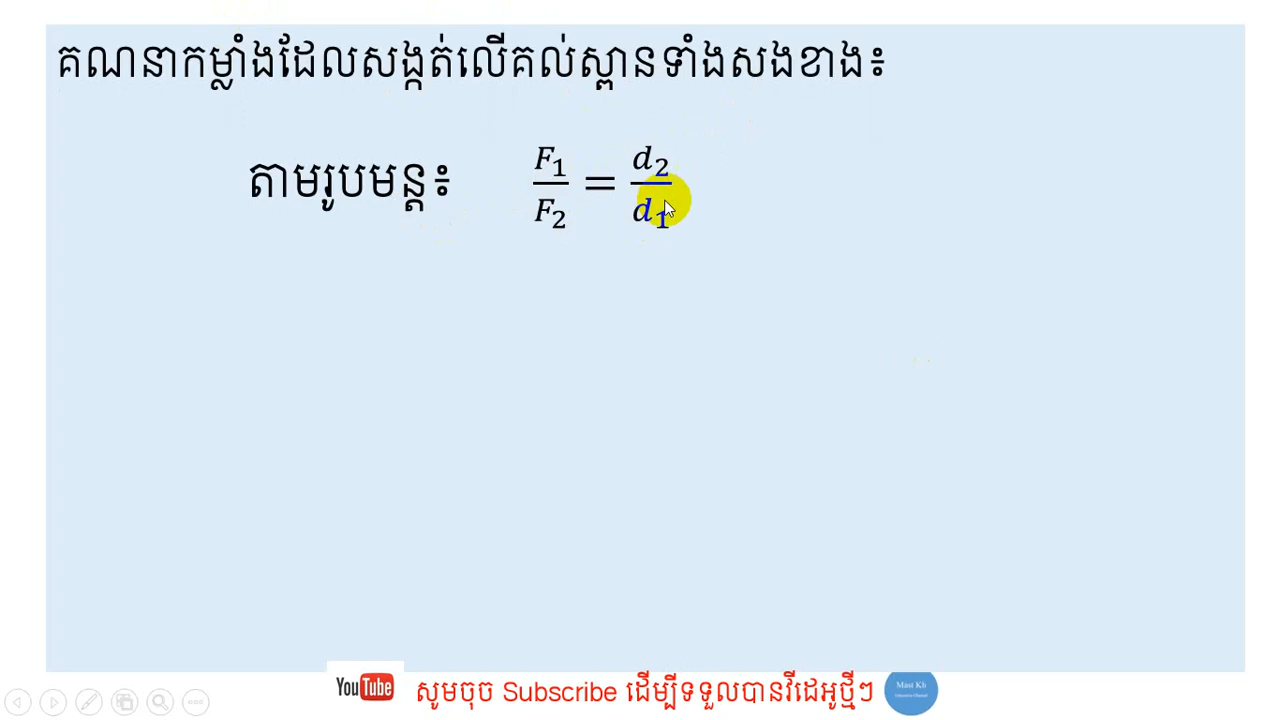 គណនាកម្លាំងដែលសង្កត់លើគល់ស្ពានទាំងសងខាង៖
តាមរូបមន្ត៖ F₁/F₂ = d₂/d₁
YouTube សូមចុច Subscribe ដើម្បីទទួលបានវីដេអូថ្មីៗ Mast Kh